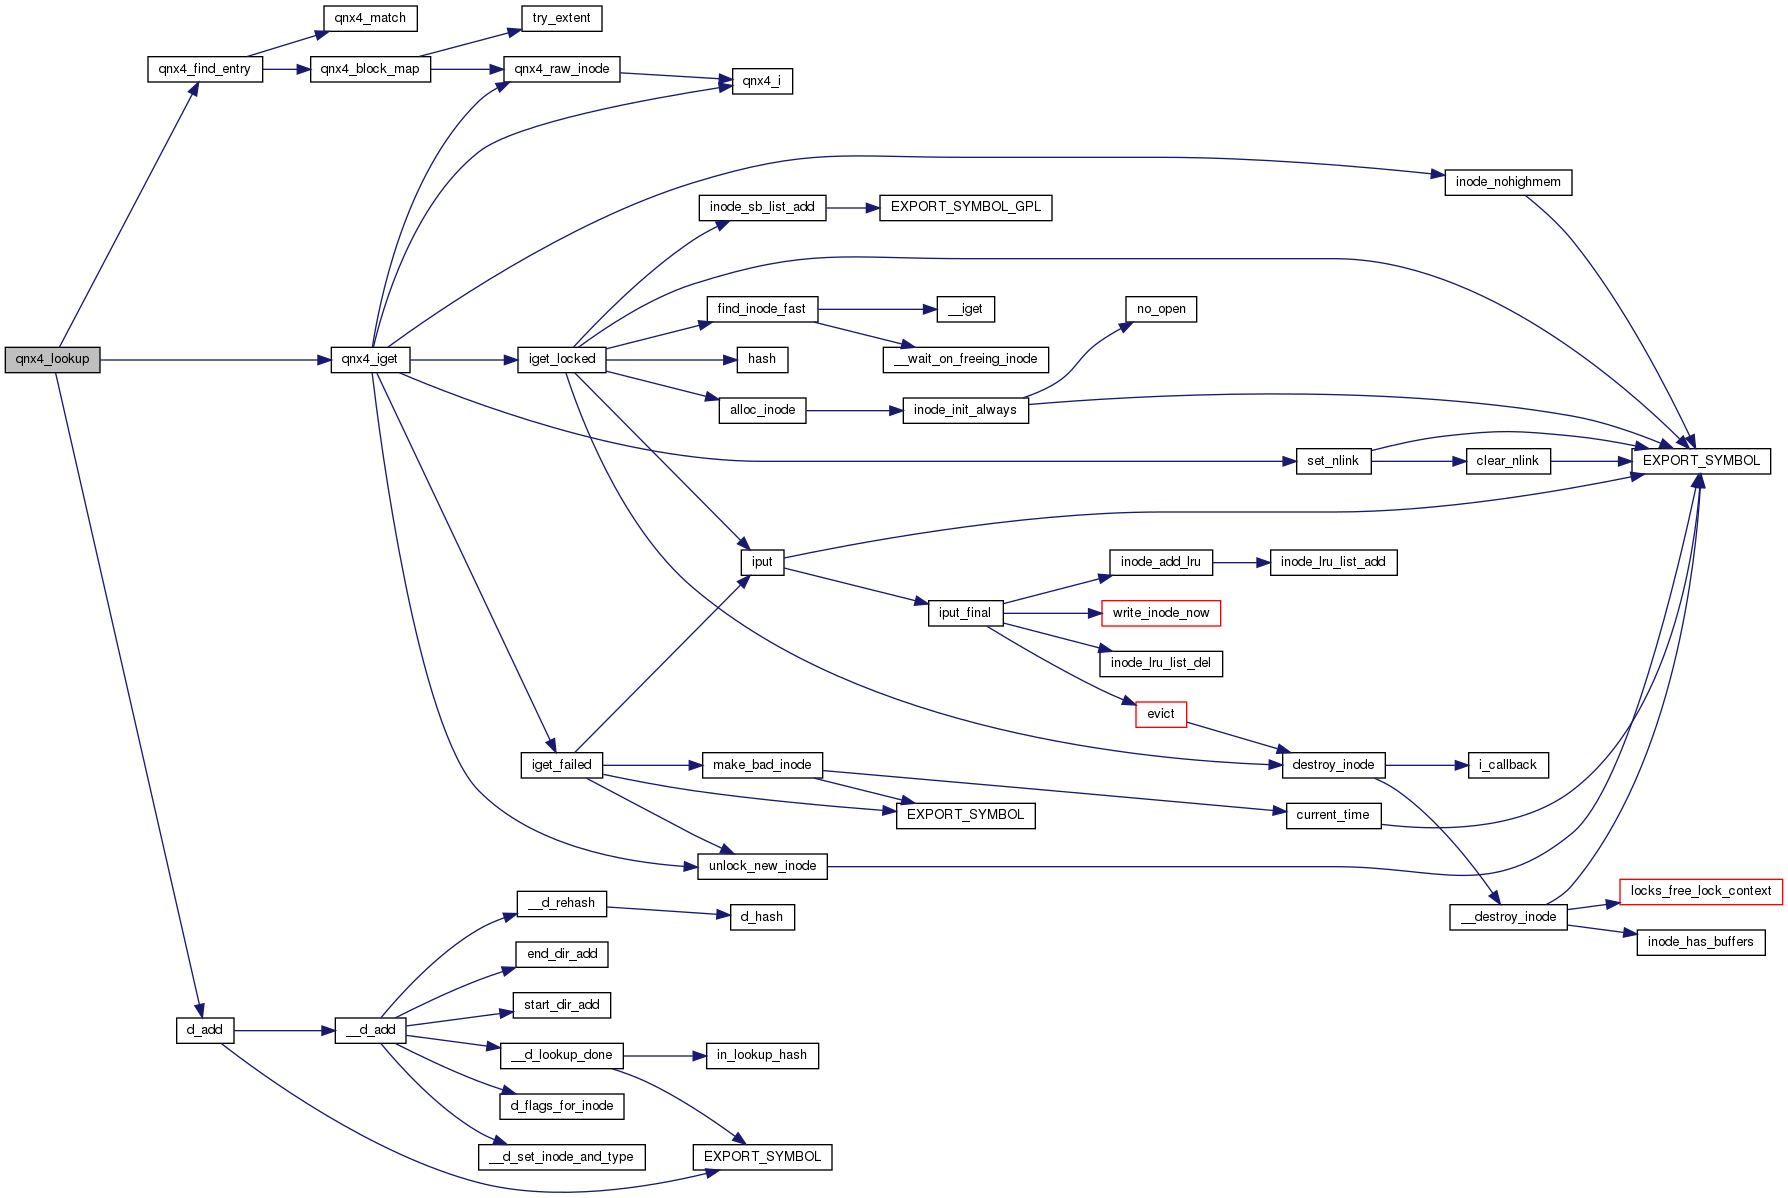 qnx4_match
try_extent
qnx4_find_entry
qnx4_block_map
qnx4_raw_inode
qnx4_i
inode_nohighmem
inode_sb_list_add
EXPORT_SYMBOL_GPL
find_inode_fast
__iget
no_open
qnx4_lookup
qnx4_iget
iget_locked
hash
__wait_on_freeing_inode
alloc_inode
inode_init_always
set_nlink
clear_nlink
EXPORT_SYMBOL
iput
inode_add_lru
inode_lru_list_add
iput_final
write_inode_now
inode_lru_list_del
evict
iget_failed
make_bad_inode
destroy_inode
i_callback
EXPORT_SYMBOL
current_time
unlock_new_inode
locks_free_lock_context
__d_rehash
d_hash
__destroy_inode
inode_has_buffers
end_dir_add
start_dir_add
d_add
__d_add
__d_lookup_done
in_lookup_hash
d_flags_for_inode
__d_set_inode_and_type
EXPORT_SYMBOL